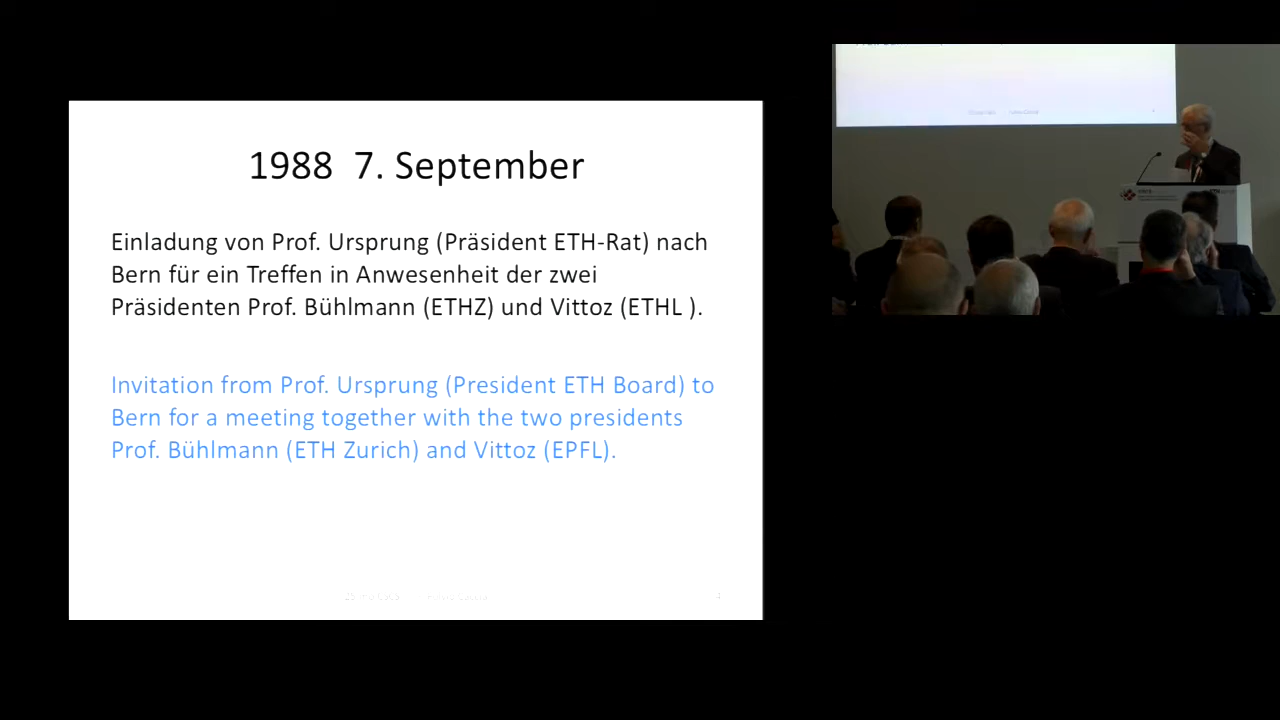 1988 7. September
Einladung von Prof. Ursprung (Präsident ETH-Rat) nach
Bern für ein Treffen in Anwesenheit der zwei
Präsidenten Prof. Bühlmann (ETHZ) und Vittoz (ETHL ).
Invitation from Prof. Ursprung (President ETH Board) to
Bern for a meeting together with the two presidents
Prof. Bühlmann (ETH Zurich) and Vittoz (EPFL).